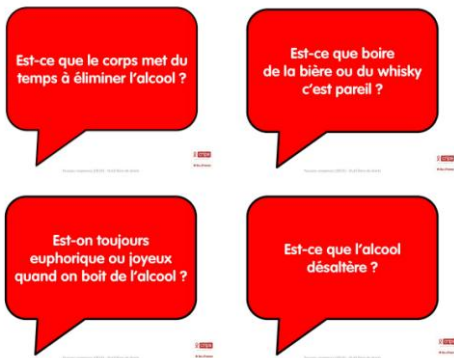 Est-ce que le corps met du
temps à éliminer l'alcool ?
Est-ce que boire
de la bière ou du whisky
c'est pareil ?
Est-on toujours
euphorique ou joyeux
quand on boit de l'alcool ?
Est-ce que l'alcool
désaltère ?